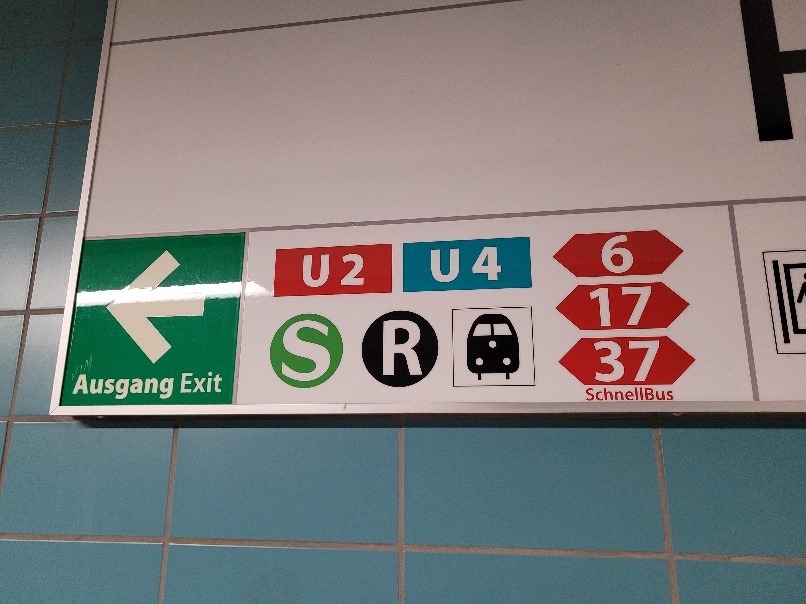 U2 U4
S R
6
17
37
SchnellBus
Ausgang Exit